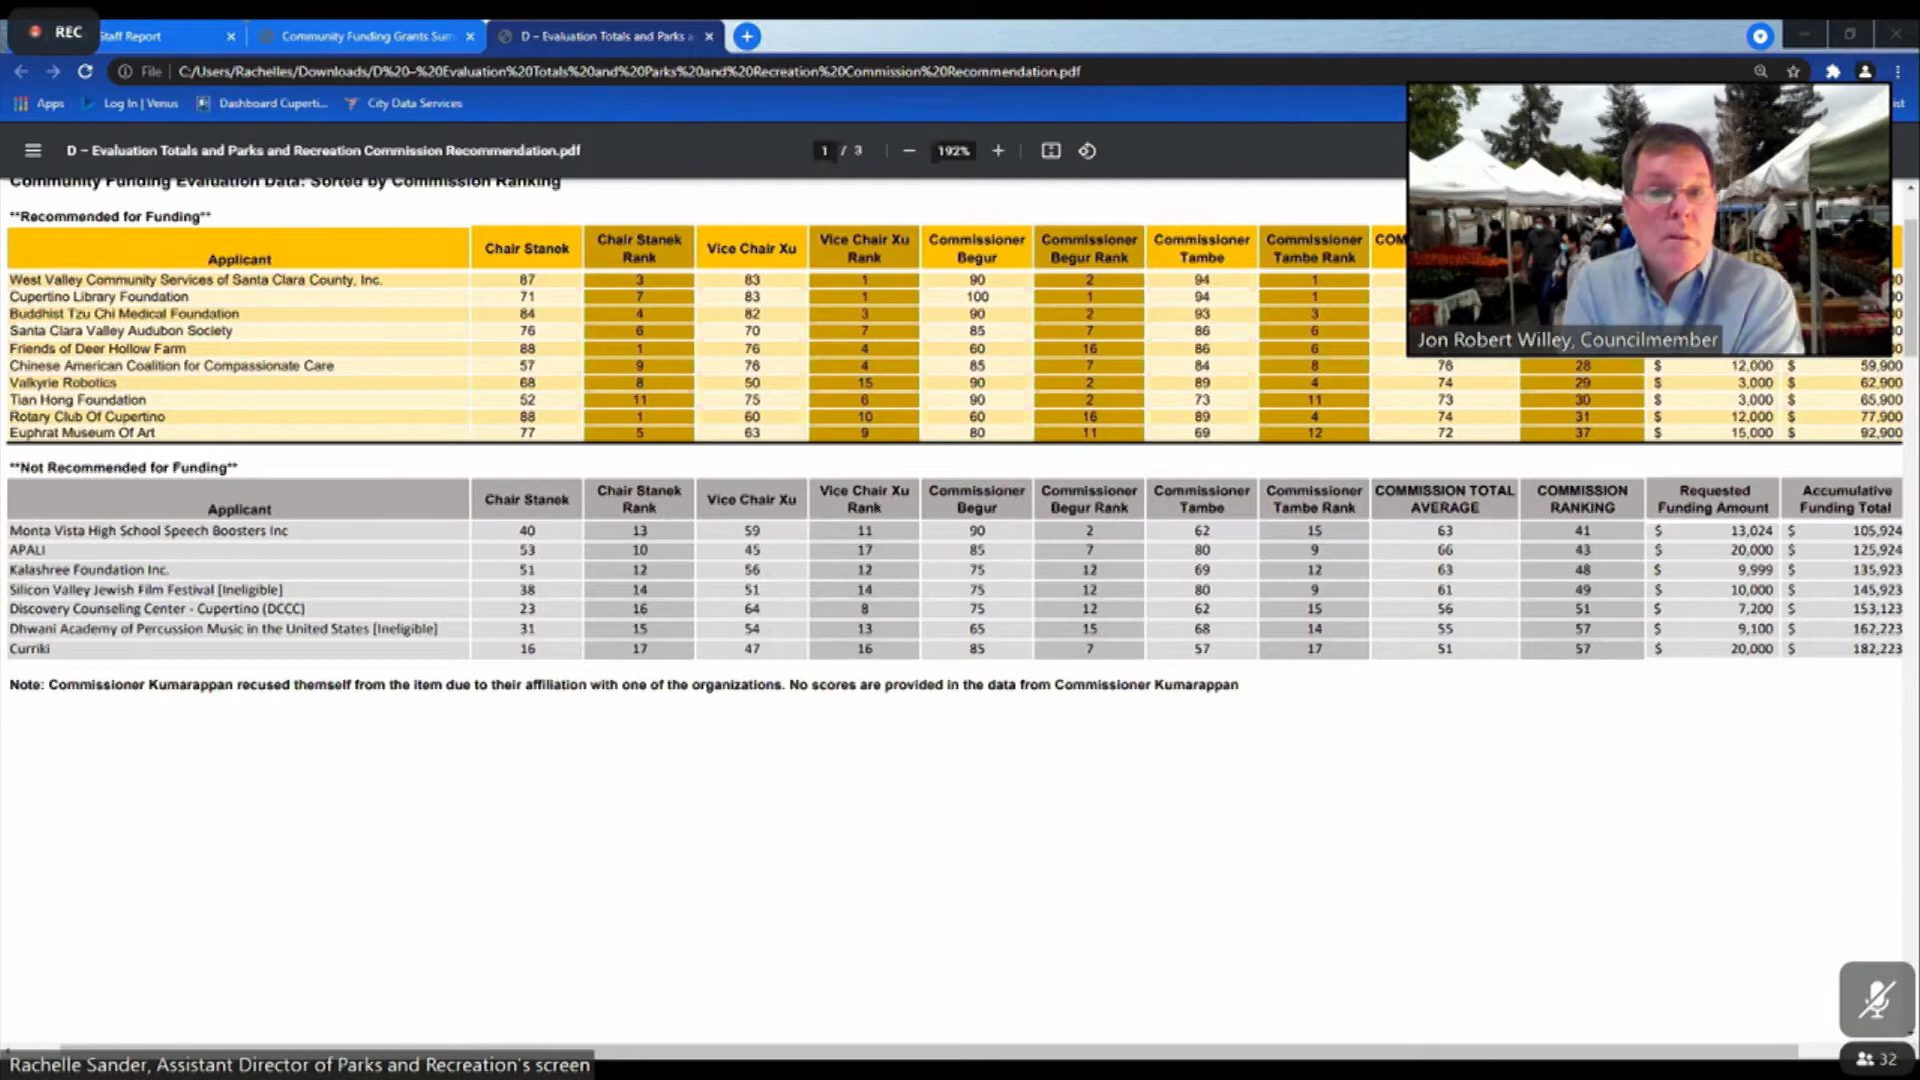 REC
Staff Report
Community Funding Grants Sum
D – Evaluation Totals and Parks a
File C:/Users/Rachelles/Downloads/D%20-%20Evaluation%20Totals%20and%20Parks%20and%20Recreation%20Commission%20Recommendation.pdf
Apps Log In | Venus Dashboard Cuperti... City Data Services
D – Evaluation Totals and Parks and Recreation Commission Recommendation.pdf 1 / 3 192%
Community Funding Evaluation Data: Sorted by Commission Ranking
**Recommended for Funding**
Applicant Chair Stanek Chair Stanek Rank Vice Chair Xu Vice Chair Xu Rank Commissioner Begur Commissioner Begur Rank Commissioner Tambe Commissioner Tambe Rank COM
West Valley Community Services of Santa Clara County, Inc. 87 3 83 1 90 2 94 1
Cupertino Library Foundation 71 7 83 1 100 1 94 1
Buddhist Tzu Chi Medical Foundation 84 4 82 3 90 2 93 3
Santa Clara Valley Audubon Society 76 6 70 7 85 7 86 6
Friends of Deer Hollow Farm 88 1 76 4 60 16 86 6
Chinese American Coalition for Compassionate Care 57 9 76 4 85 7 84 8 76 28 $ 12,000 $ 59,900
Valkyrie Robotics 68 8 50 15 90 2 89 4 74 29 $ 3,000 $ 62,900
Tian Hong Foundation 52 11 75 6 90 2 73 11 73 30 $ 3,000 $ 65,900
Rotary Club Of Cupertino 88 1 60 10 60 16 89 4 74 31 $ 12,000 $ 77,900
Euphrat Museum Of Art 77 5 63 9 80 11 69 12 72 37 $ 15,000 $ 92,900
Jon Robert Willey, Councilmember
**Not Recommended for Funding**
Applicant Chair Stanek Chair Stanek Rank Vice Chair Xu Vice Chair Xu Rank Commissioner Begur Commissioner Begur Rank Commissioner Tambe Commissioner Tambe Rank COMMISSION TOTAL AVERAGE COMMISSION RANKING Requested Funding Amount Accumulative Funding Total
Monta Vista High School Speech Boosters Inc 40 13 59 11 90 2 62 15 63 41 $ 13,024 $ 105,924
APALI 53 10 45 17 85 7 80 9 66 43 $ 20,000 $ 125,924
Kalashree Foundation Inc. 51 12 56 12 75 12 69 12 63 48 $ 9,999 $ 135,923
Silicon Valley Jewish Film Festival [Ineligible] 38 14 51 14 75 12 80 9 61 49 $ 10,000 $ 145,923
Discovery Counseling Center - Cupertino (DCCC) 23 16 64 8 75 12 62 15 56 51 $ 7,200 $ 153,123
Dhwani Academy of Percussion Music in the United States [Ineligible] 31 15 54 13 65 15 68 14 55 57 $ 9,100 $ 162,223
Curriki 16 17 47 16 85 7 57 17 51 57 $ 20,000 $ 182,223
Note: Commissioner Kumarappan recused themself from the item due to their affiliation with one of the organizations. No scores are provided in the data from Commissioner Kumarappan
Rachelle Sander, Assistant Director of Parks and Recreation's screen
32